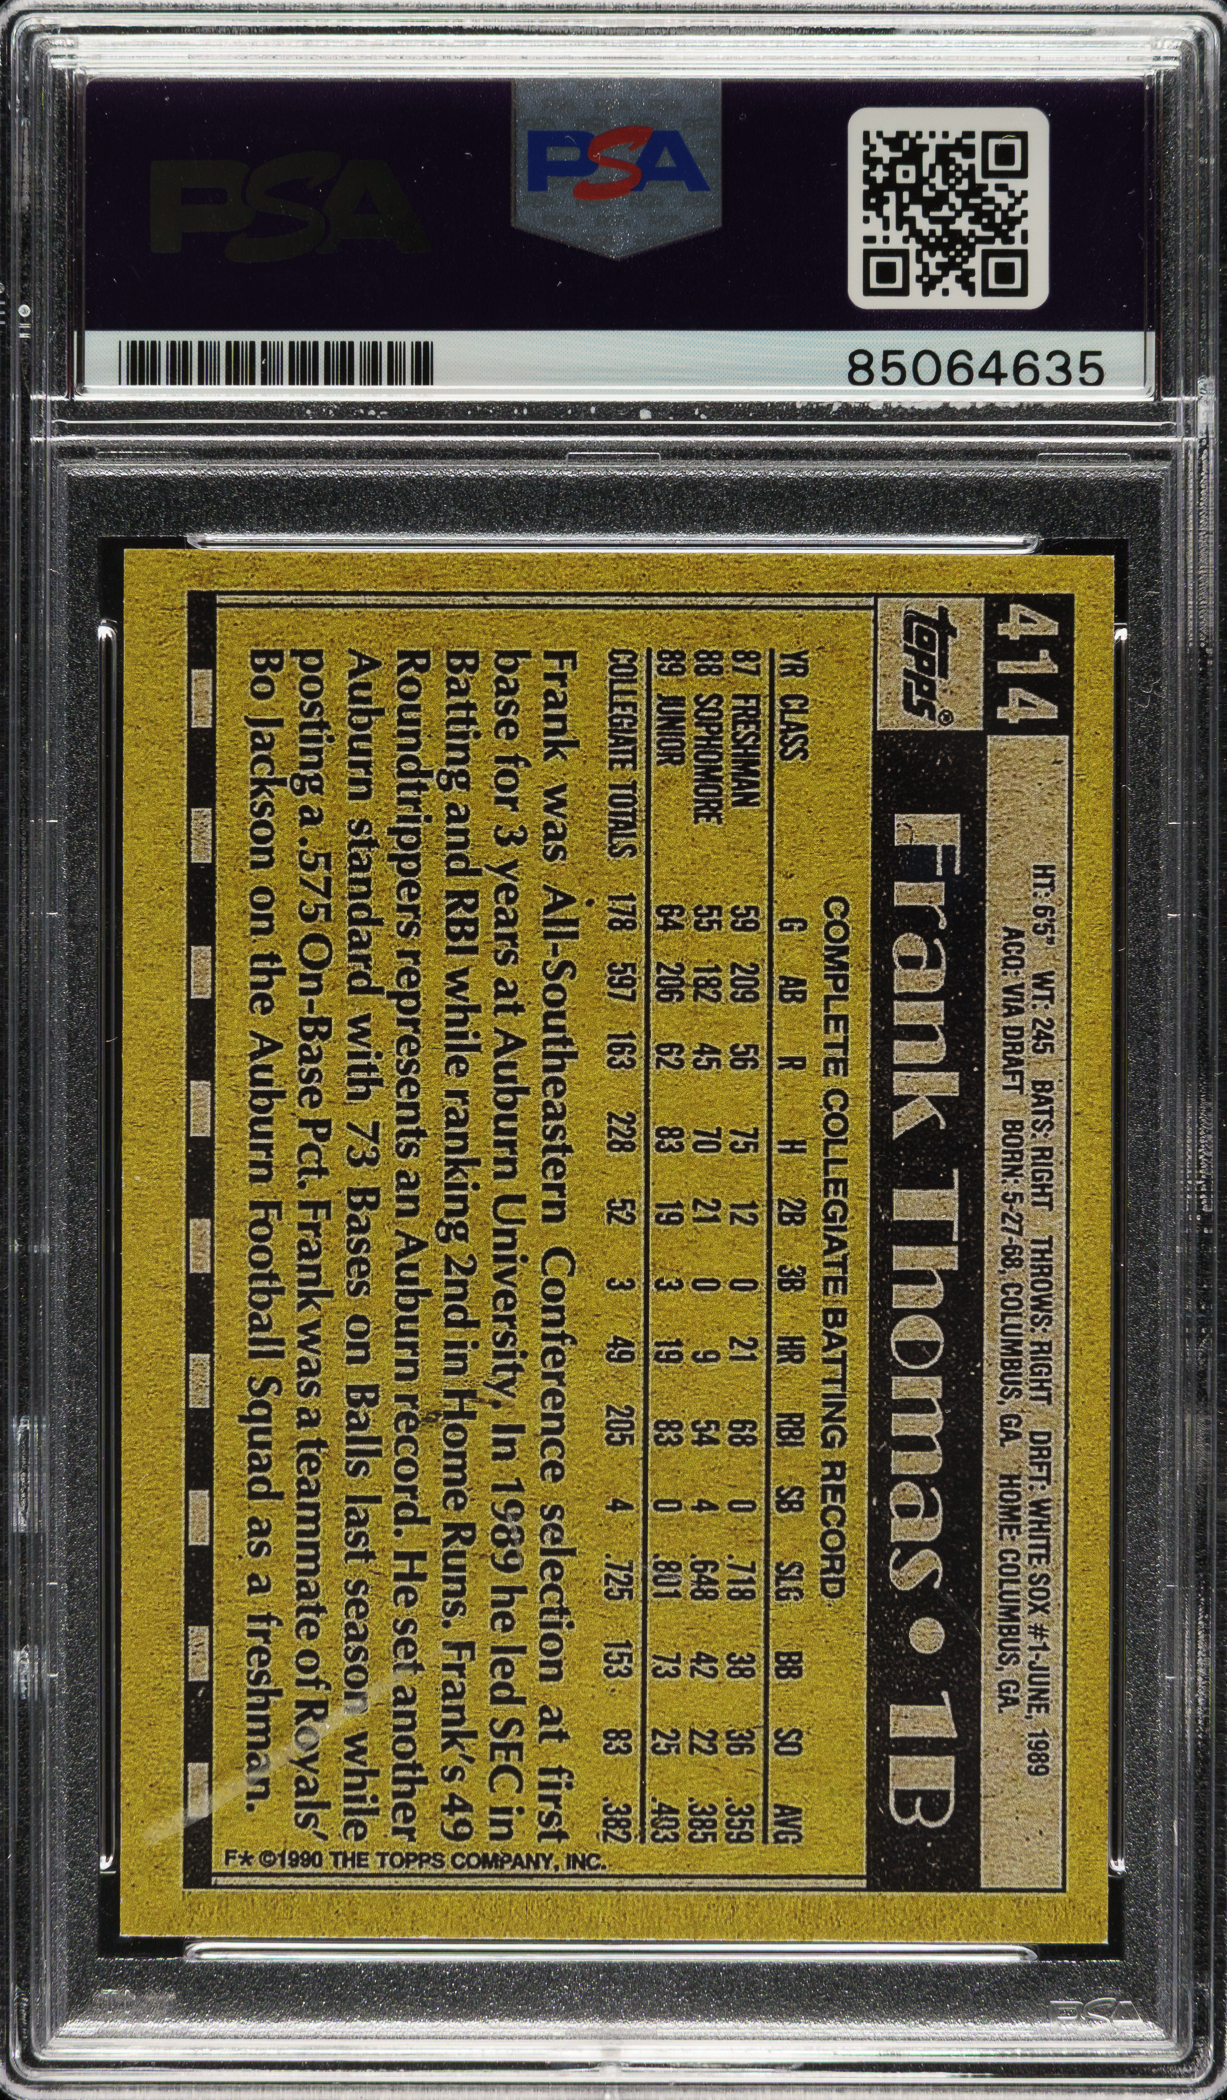 PSA
PSA
85064635
414
HT: 6'5" WT: 245 BATS: RIGHT THROWS: RIGHT DRFT: WHITE SOX #1-JUNE, 1989
ACQ: VIA DRAFT BORN: 5-27-68, COLUMBUS, GA. HOME: COLUMBUS, GA.
Topps®
Frank Thomas • 1B
COMPLETE COLLEGIATE BATTING RECORD
YR CLASS G AB R H 2B 3B HR RBI SB SLG BB SO AVG
87 FRESHMAN 59 209 56 75 12 0 21 68 0 .718 38 36 .359
88 SOPHOMORE 55 182 45 70 21 0 9 54 4 .648 42 22 .385
89 JUNIOR 64 206 62 83 19 3 19 83 0 .801 73 25 .403
COLLEGIATE TOTALS 178 597 163 228 52 3 49 205 4 .725 153 83 .382
Frank was All-Southeastern Conference selection at first
base for 3 years at Auburn University. In 1989 he led SEC in
Batting and RBI while ranking 2nd in Home Runs. Frank's 49
Roundtrippers represents an Auburn record. He set another
Auburn standard with 73 Bases on Balls last season while
posting a .575 On-Base Pct. Frank was a teammate of Royals'
Bo Jackson on the Auburn Football Squad as a freshman.
F* ©1990 THE TOPPS COMPANY, INC.
PSA